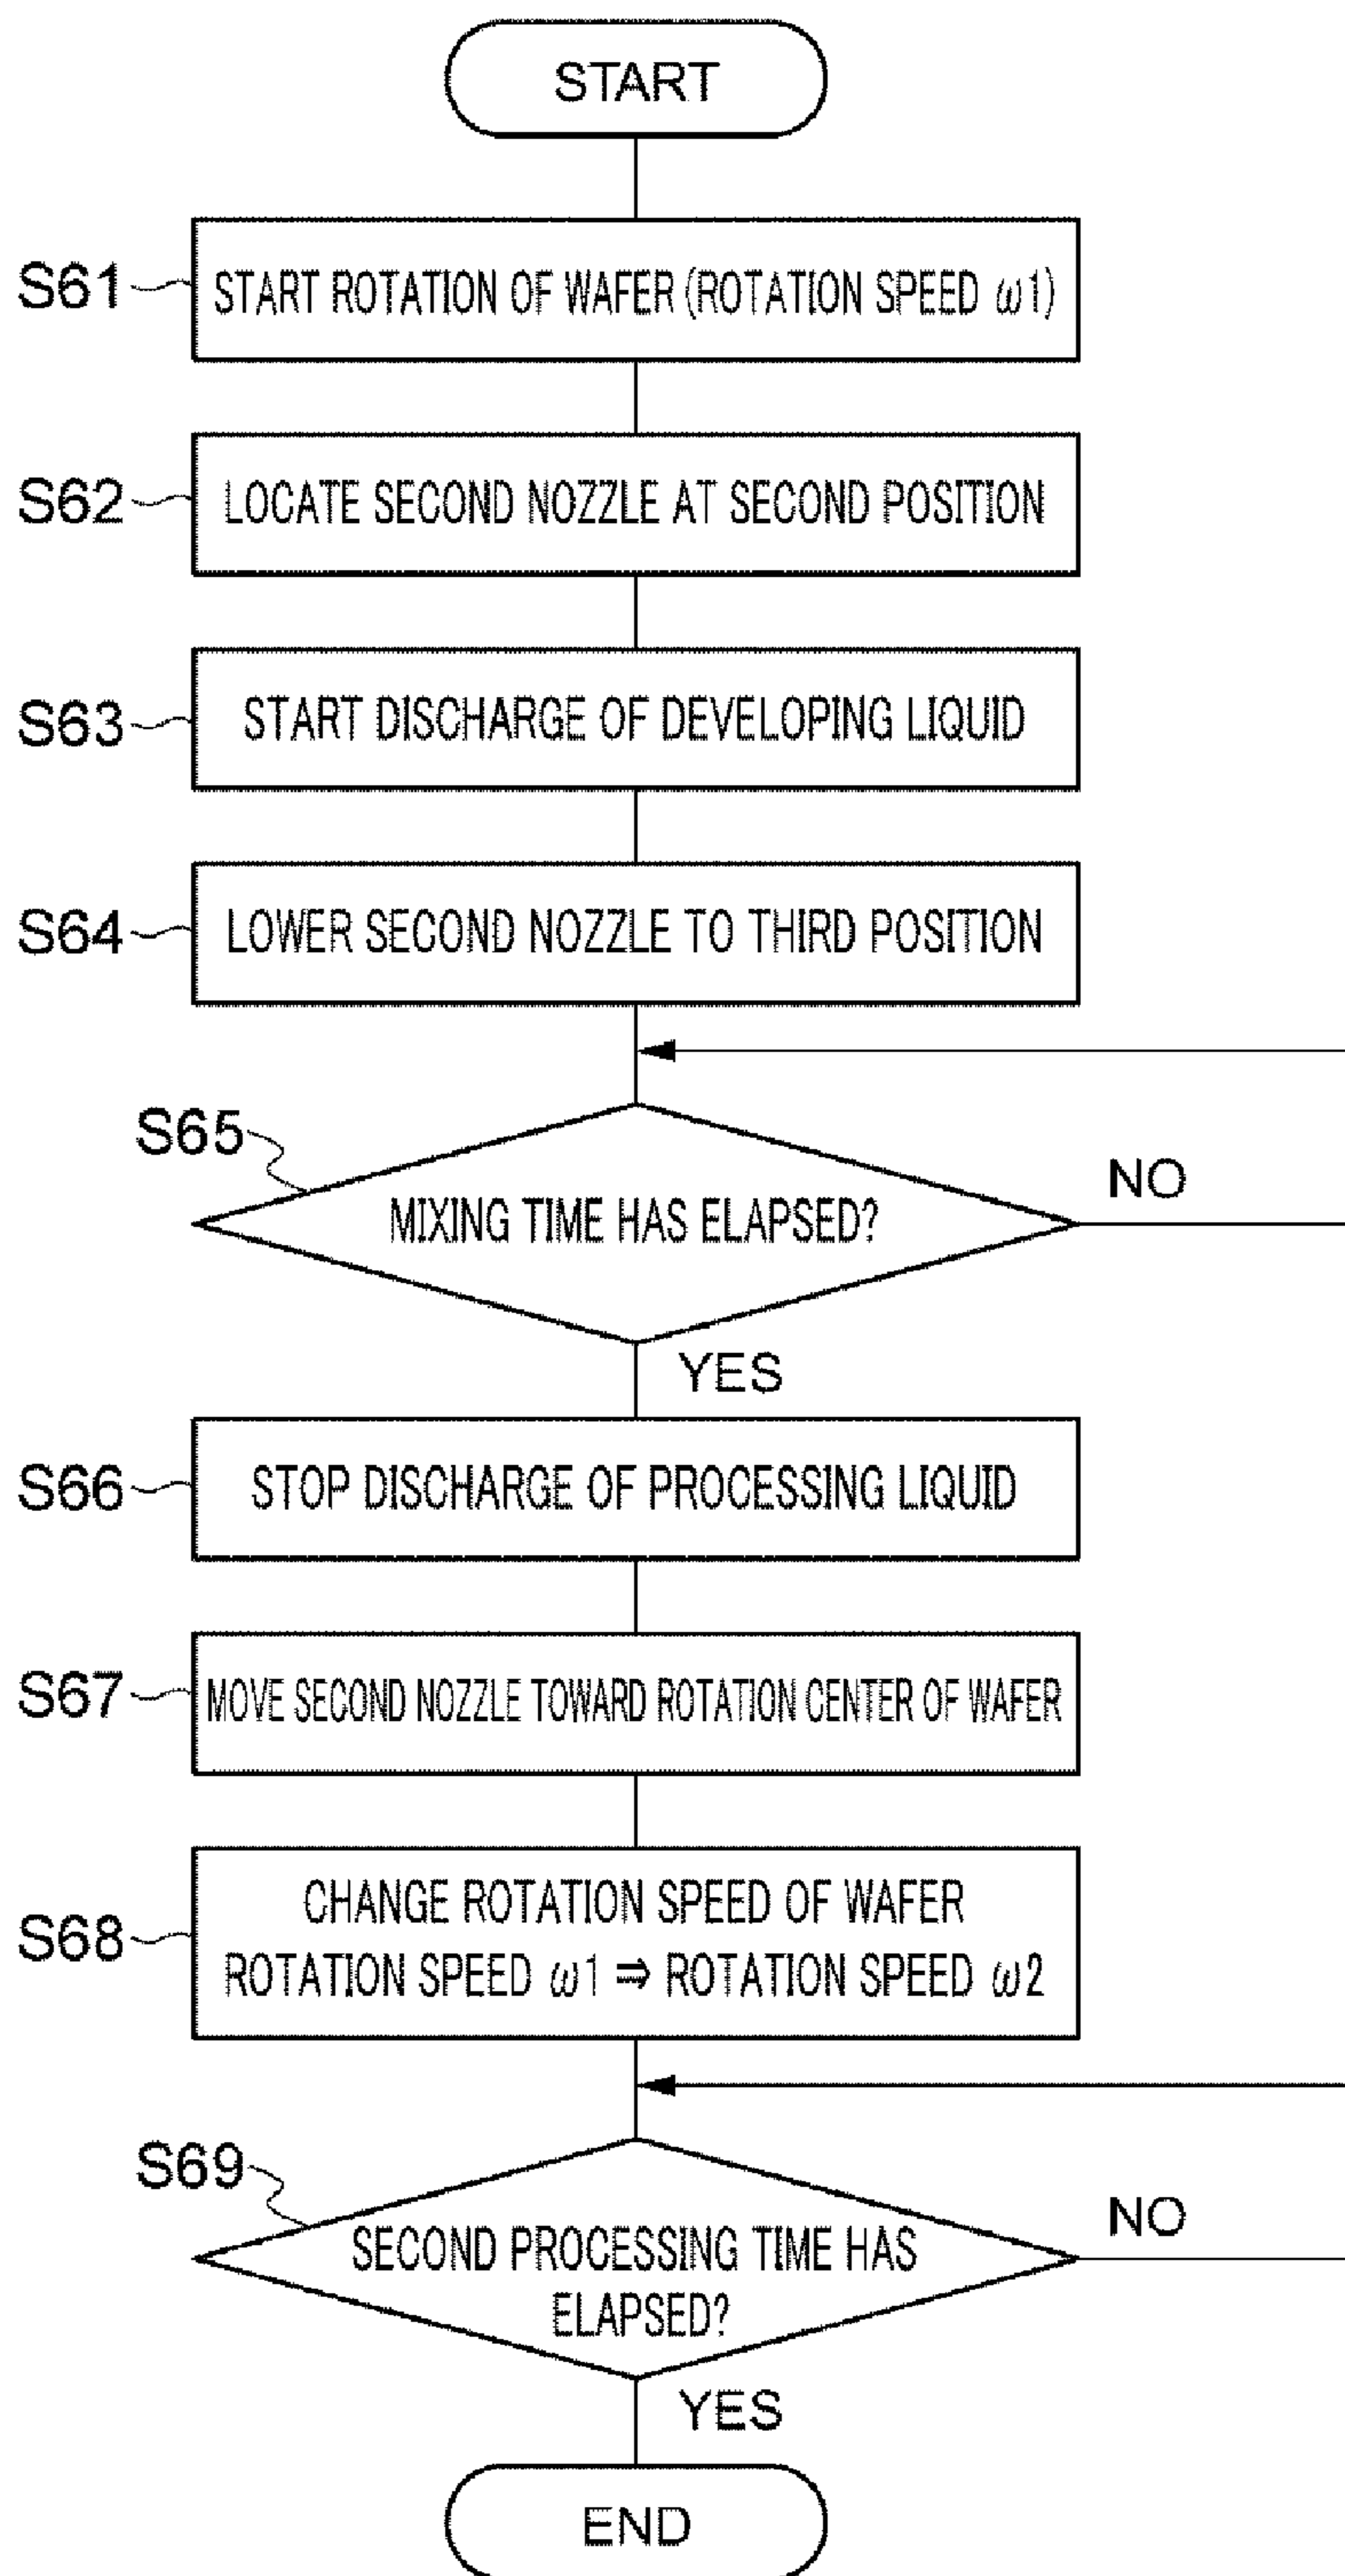 START
S61
START ROTATION OF WAFER (ROTATION SPEED ω1)
S62
LOCATE SECOND NOZZLE AT SECOND POSITION
S63
START DISCHARGE OF DEVELOPING LIQUID
S64
LOWER SECOND NOZZLE TO THIRD POSITION
S65
MIXING TIME HAS ELAPSED?
NO
YES
S66
STOP DISCHARGE OF PROCESSING LIQUID
S67
MOVE SECOND NOZZLE TOWARD ROTATION CENTER OF WAFER
S68
CHANGE ROTATION SPEED OF WAFER
ROTATION SPEED ω1 ⇒ ROTATION SPEED ω2
S69
SECOND PROCESSING TIME HAS
ELAPSED?
NO
YES
END